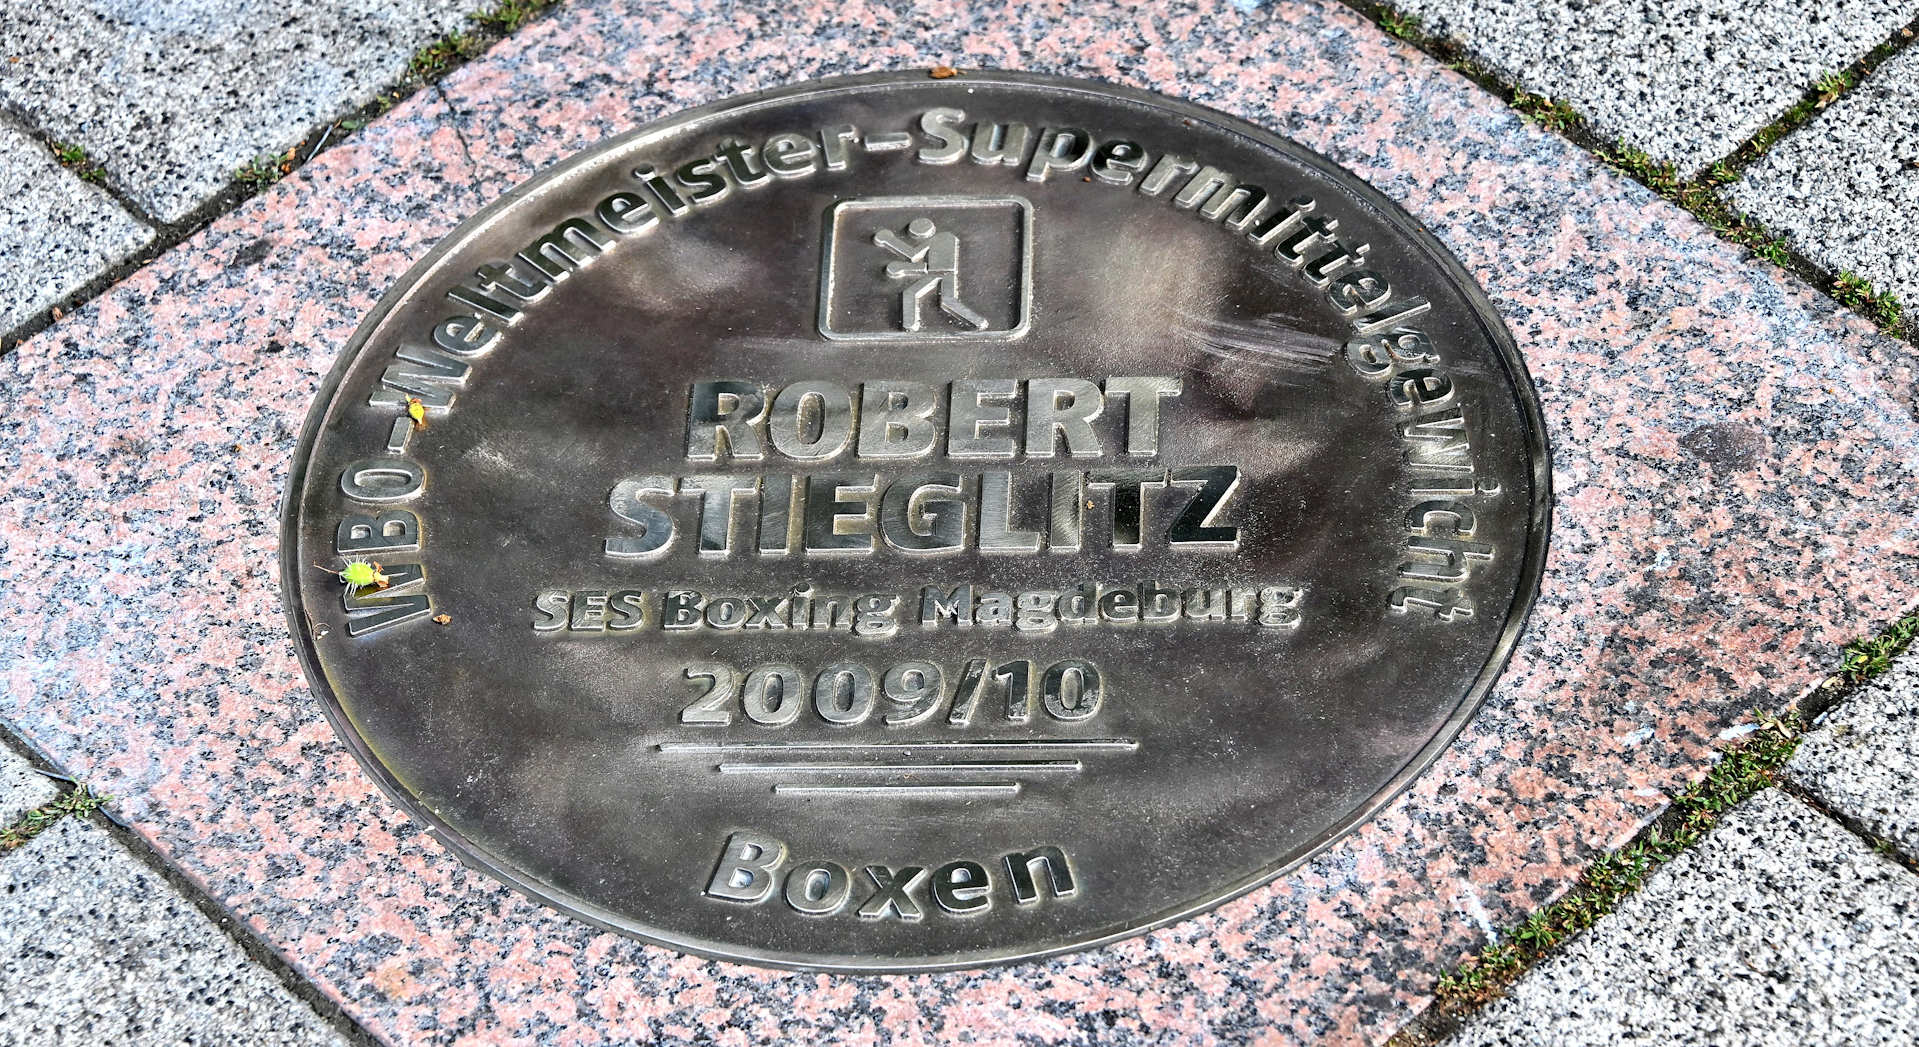 WBO-Weltmeister-Supermittelgewicht
ROBERT
STIEGLITZ
SES Boxing Magdeburg
2009/10
Boxen